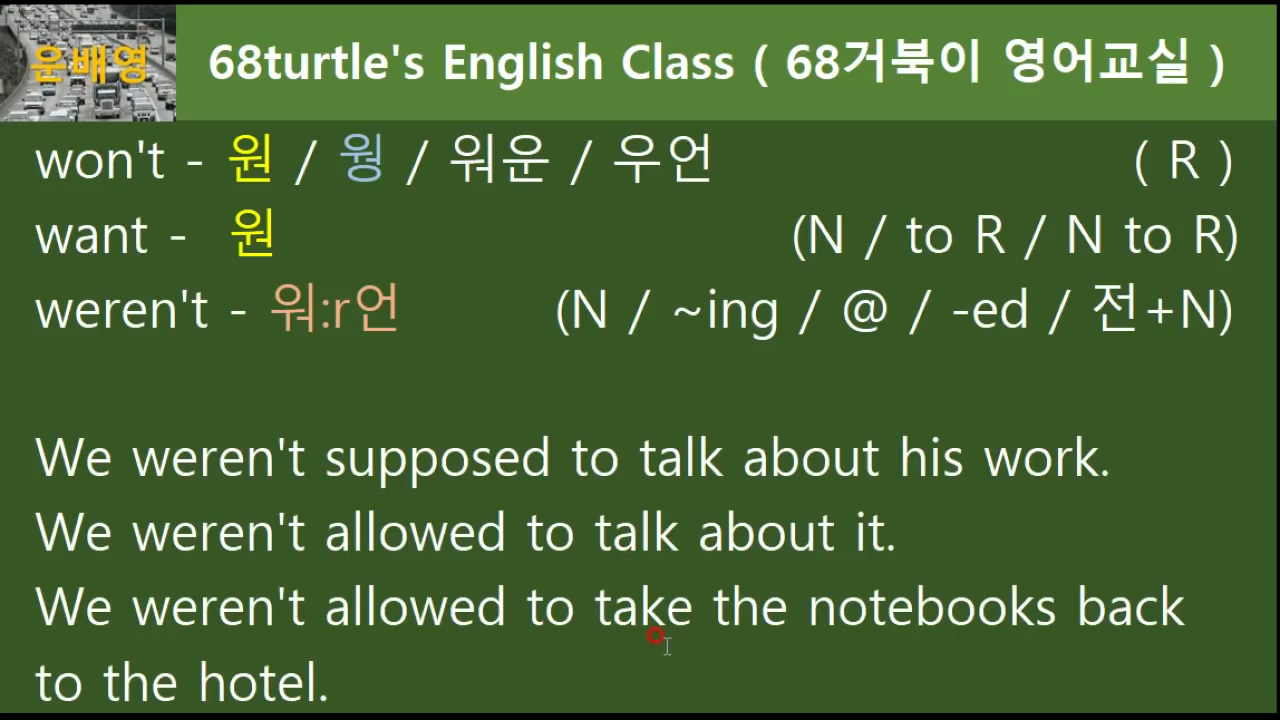 운배영
68turtle's English Class ( 68거북이 영어교실 )
won't - 원 / 웡 / 워운 / 우언 ( R )
want - 원 (N / to R / N to R)
weren't - 워:r언 (N / ~ing / @ / -ed / 전+N)
We weren't supposed to talk about his work.
We weren't allowed to talk about it.
We weren't allowed to take the notebooks back
to the hotel.